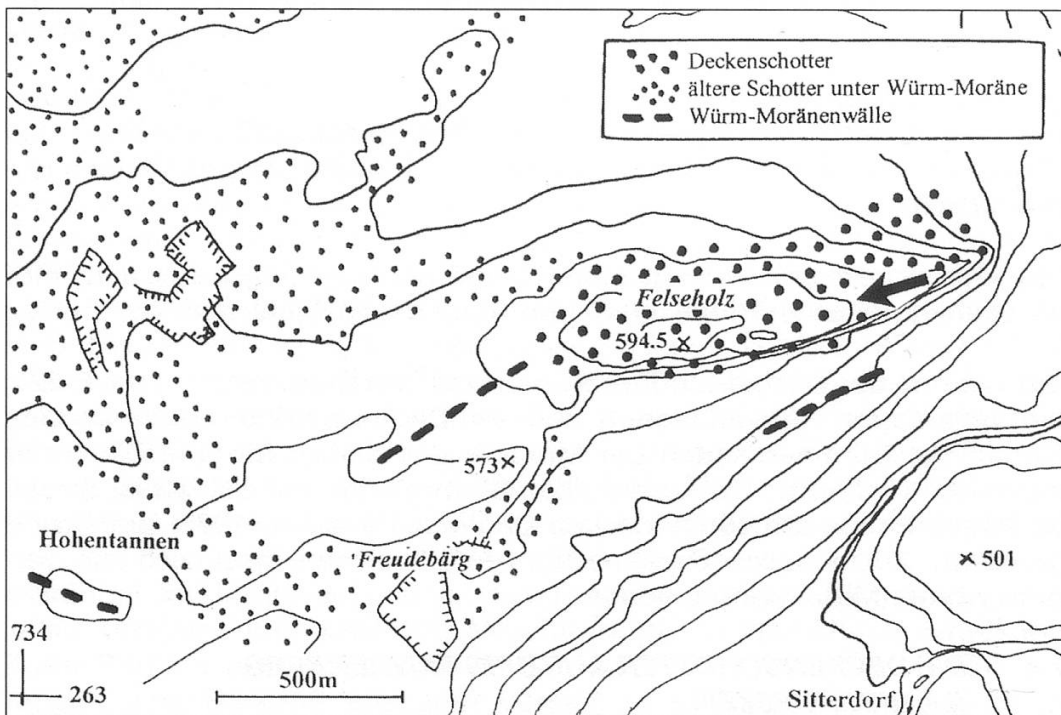 Deckenschotter
ältere Schotter unter Würm-Moräne
Würm-Moränenwälle
Felseholz
594.5
573
Hohentannen
Freudebärg
501
734
263
500m
Sitterdorf